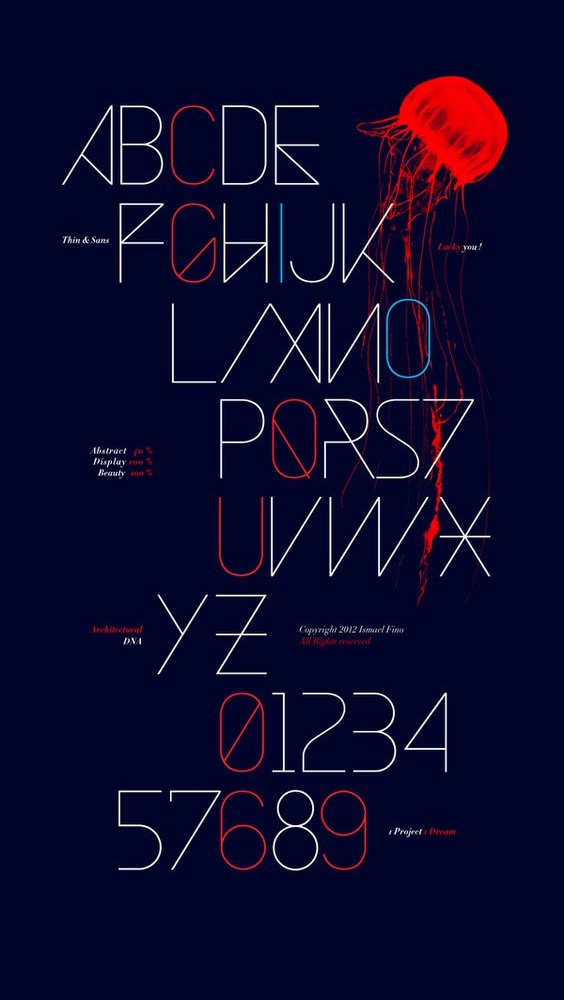 ABCDE
Thin & Sans
FGHIJK
Lucky you !
LMNO
PQRST
Abstract 40 %
Display 100 %
Beauty 100 %
UVWX
YZ
Architectural
DNA
Copyright 2012 Ismael Fino
All Rights reserved
01234
57689
1 Project 1 Dream